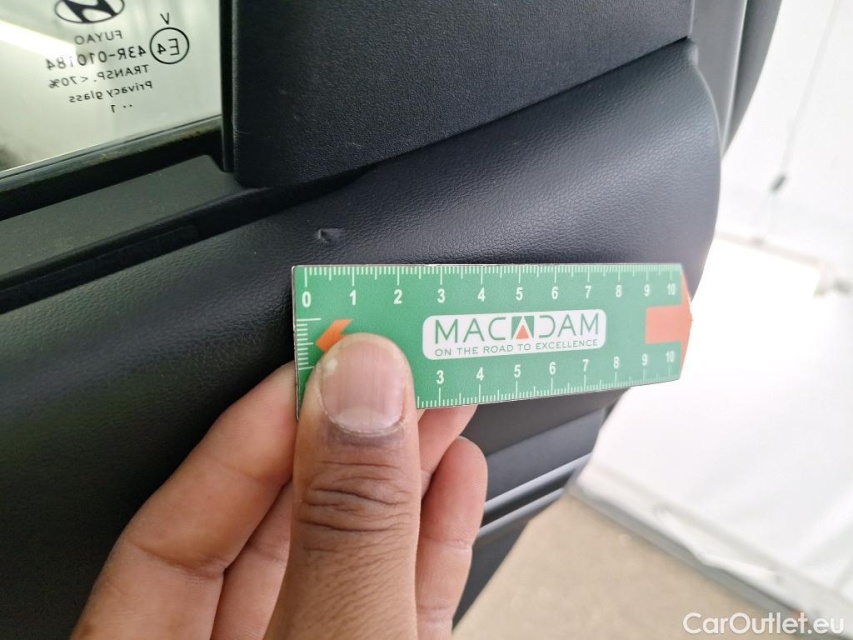 V
FUYAO
E4 43R-010184
TRANSP. <70%
Privacy glass
·· 1
0 1 2 3 4 5 6 7 8 9 10
MACADAM
ON THE ROAD TO EXCELLENCE
3 4 5 6 7 8 9 10
CarOutlet.eu